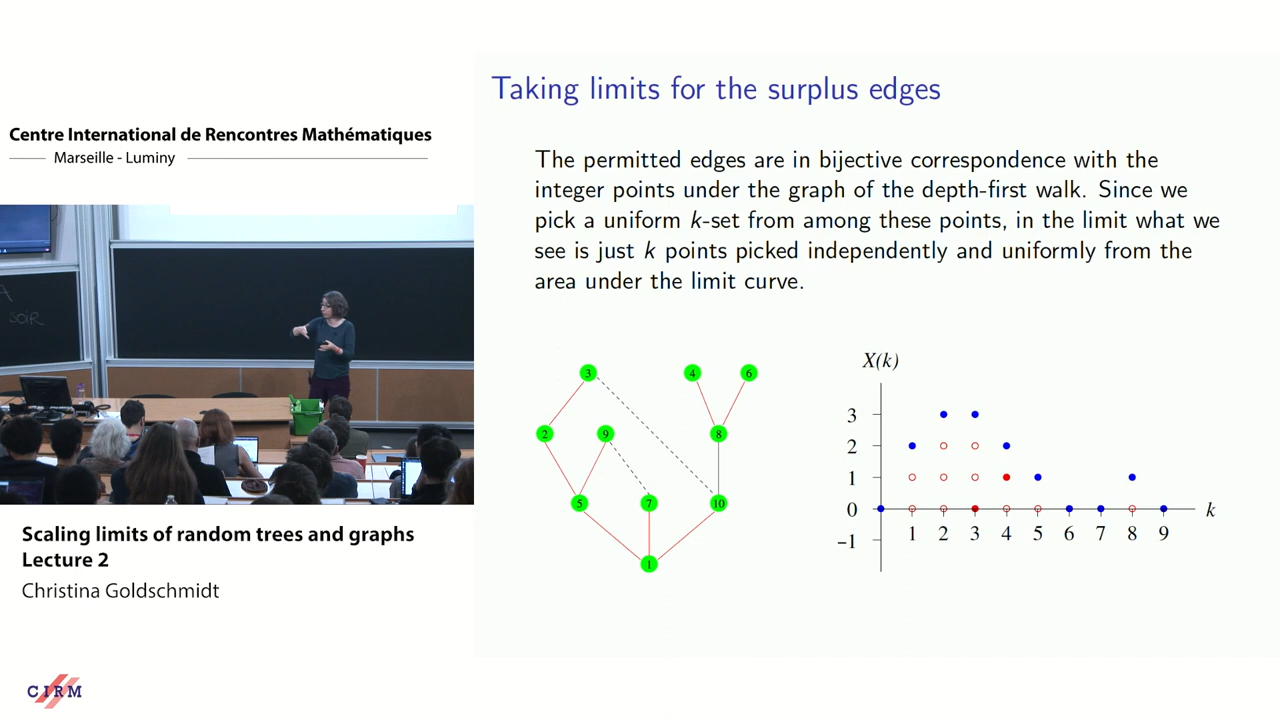 Centre International de Rencontres Mathématiques
Marseille - Luminy
SOIR
Scaling limits of random trees and graphs
Lecture 2
Christina Goldschmidt
CIRM
Taking limits for the surplus edges
The permitted edges are in bijective correspondence with the
integer points under the graph of the depth-first walk. Since we
pick a uniform k-set from among these points, in the limit what we
see is just k points picked independently and uniformly from the
area under the limit curve.
3 4 6
2 9 8
5 7 10
1
X(k)
3
2
1
0
-1
1 2 3 4 5 6 7 8 9
k